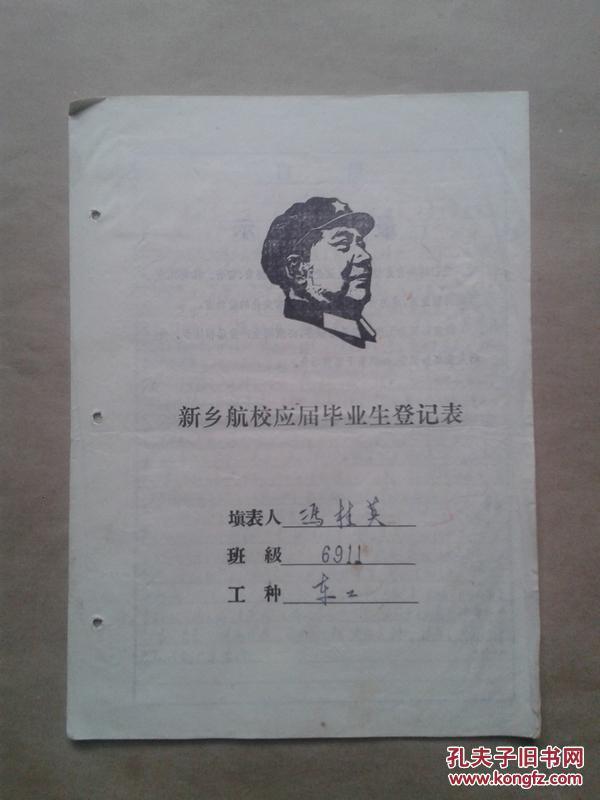 新乡航校应届毕业生登记表
填表人 冯桂英
班級 6911
工种 车工
孔夫子旧书网
www.kongfz.com